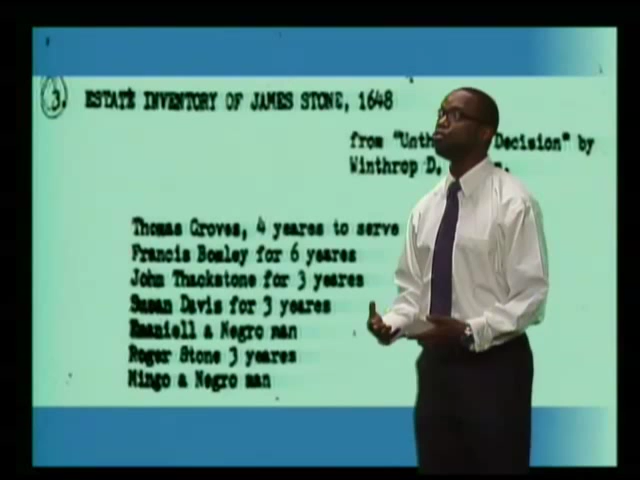 3. ESTATE INVENTORY OF JAMES STONE, 1648
from "Unth Decision" by
Winthrop D.
Thomas Groves, 4 yeares to serve
Francis Bosley for 6 yeares
John Thackstone for 3 yeares
Susan Davis for 3 yeares
Emaniell a Negro man
Roger Stone 3 yeares
Mingo a Negro man